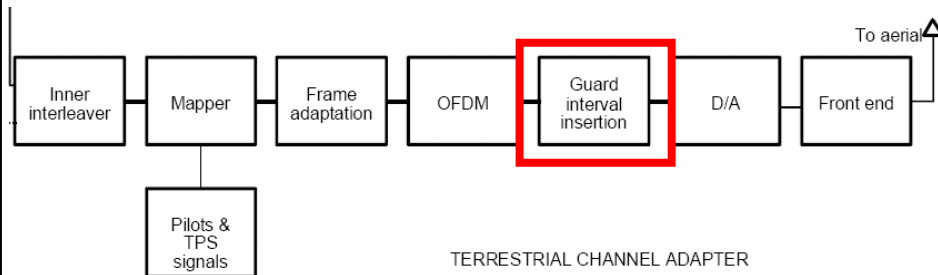 To aerial
Inner
interleaver
Mapper
Frame
adaptation
OFDM
Guard
interval
insertion
D/A
Front end
Pilots &
TPS
signals
TERRESTRIAL CHANNEL ADAPTER